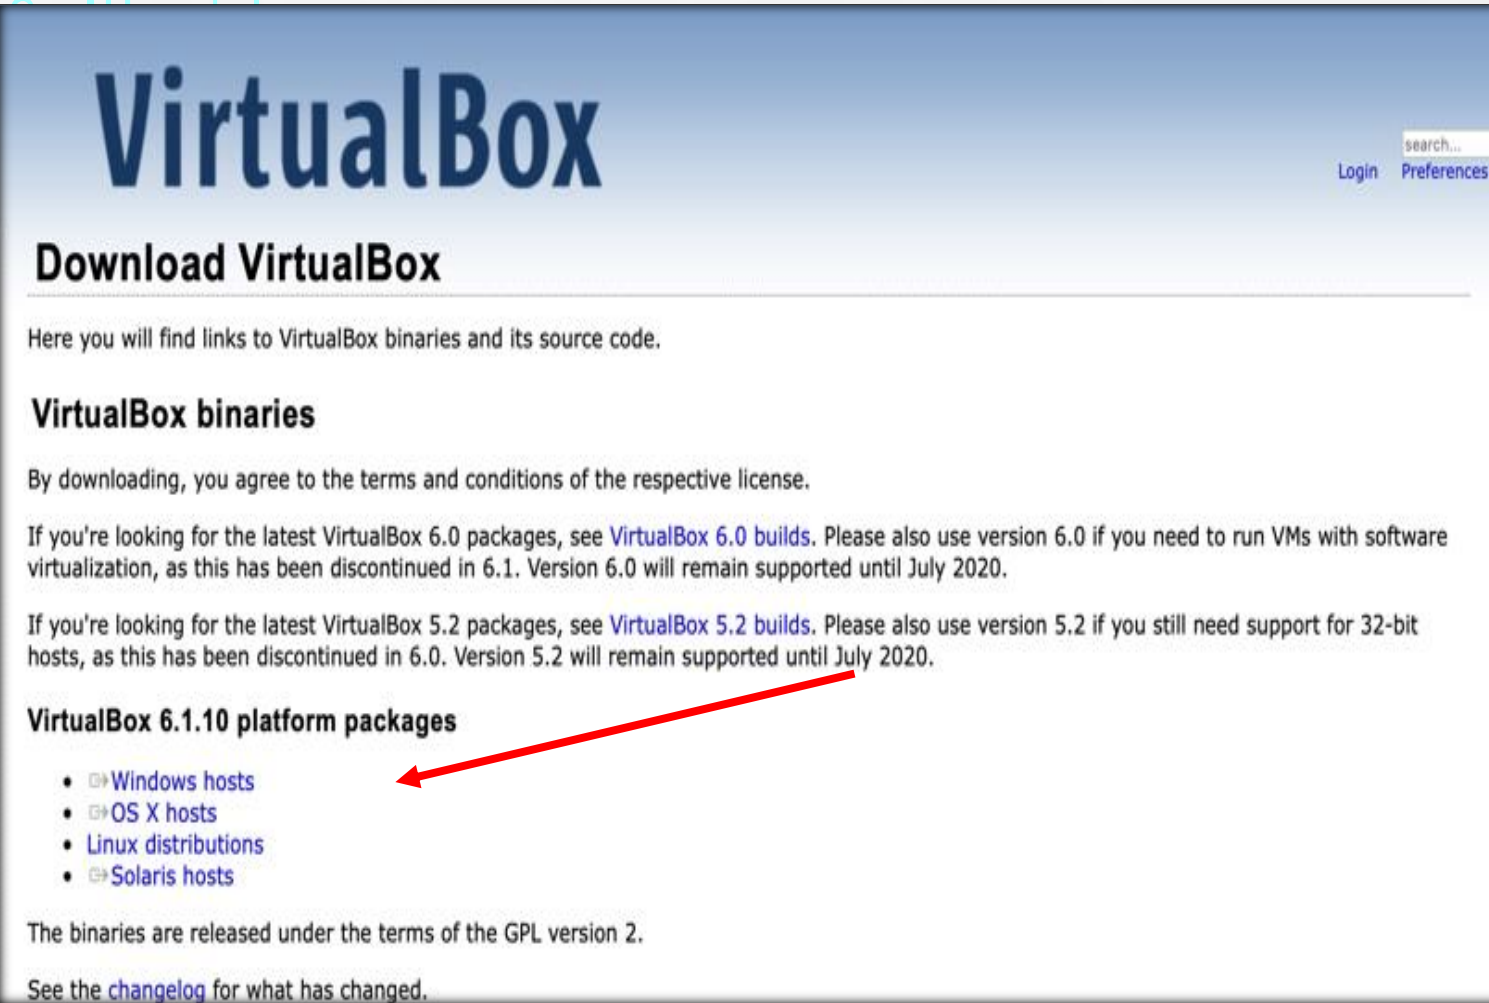 VirtualBox
search...
Login Preferences
Download VirtualBox
Here you will find links to VirtualBox binaries and its source code.
VirtualBox binaries
By downloading, you agree to the terms and conditions of the respective license.
If you're looking for the latest VirtualBox 6.0 packages, see VirtualBox 6.0 builds. Please also use version 6.0 if you need to run VMs with software
virtualization, as this has been discontinued in 6.1. Version 6.0 will remain supported until July 2020.
If you're looking for the latest VirtualBox 5.2 packages, see VirtualBox 5.2 builds. Please also use version 5.2 if you still need support for 32-bit
hosts, as this has been discontinued in 6.0. Version 5.2 will remain supported until July 2020.
VirtualBox 6.1.10 platform packages
• Windows hosts
• OS X hosts
• Linux distributions
• Solaris hosts
The binaries are released under the terms of the GPL version 2.
See the changelog for what has changed.